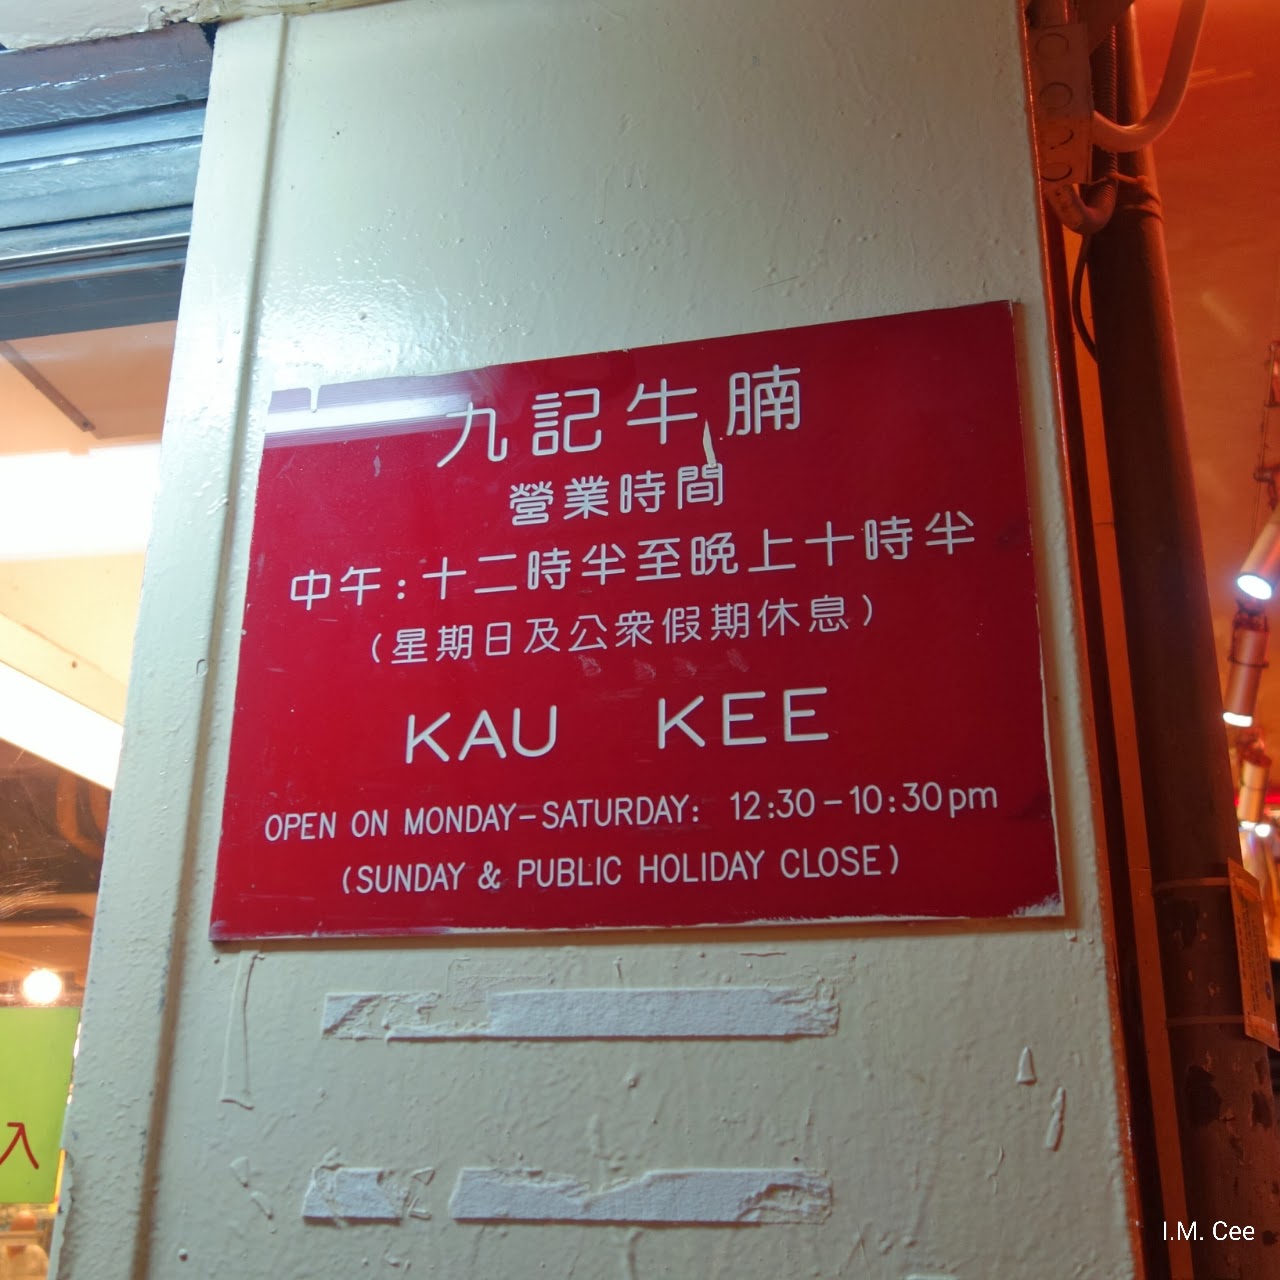 九記牛腩
營業時間
中午:十二時半至晚上十時半
(星期日及公眾假期休息)
KAU KEE
OPEN ON MONDAY-SATURDAY: 12:30-10:30pm
(SUNDAY & PUBLIC HOLIDAY CLOSE)
入
I.M. Cee